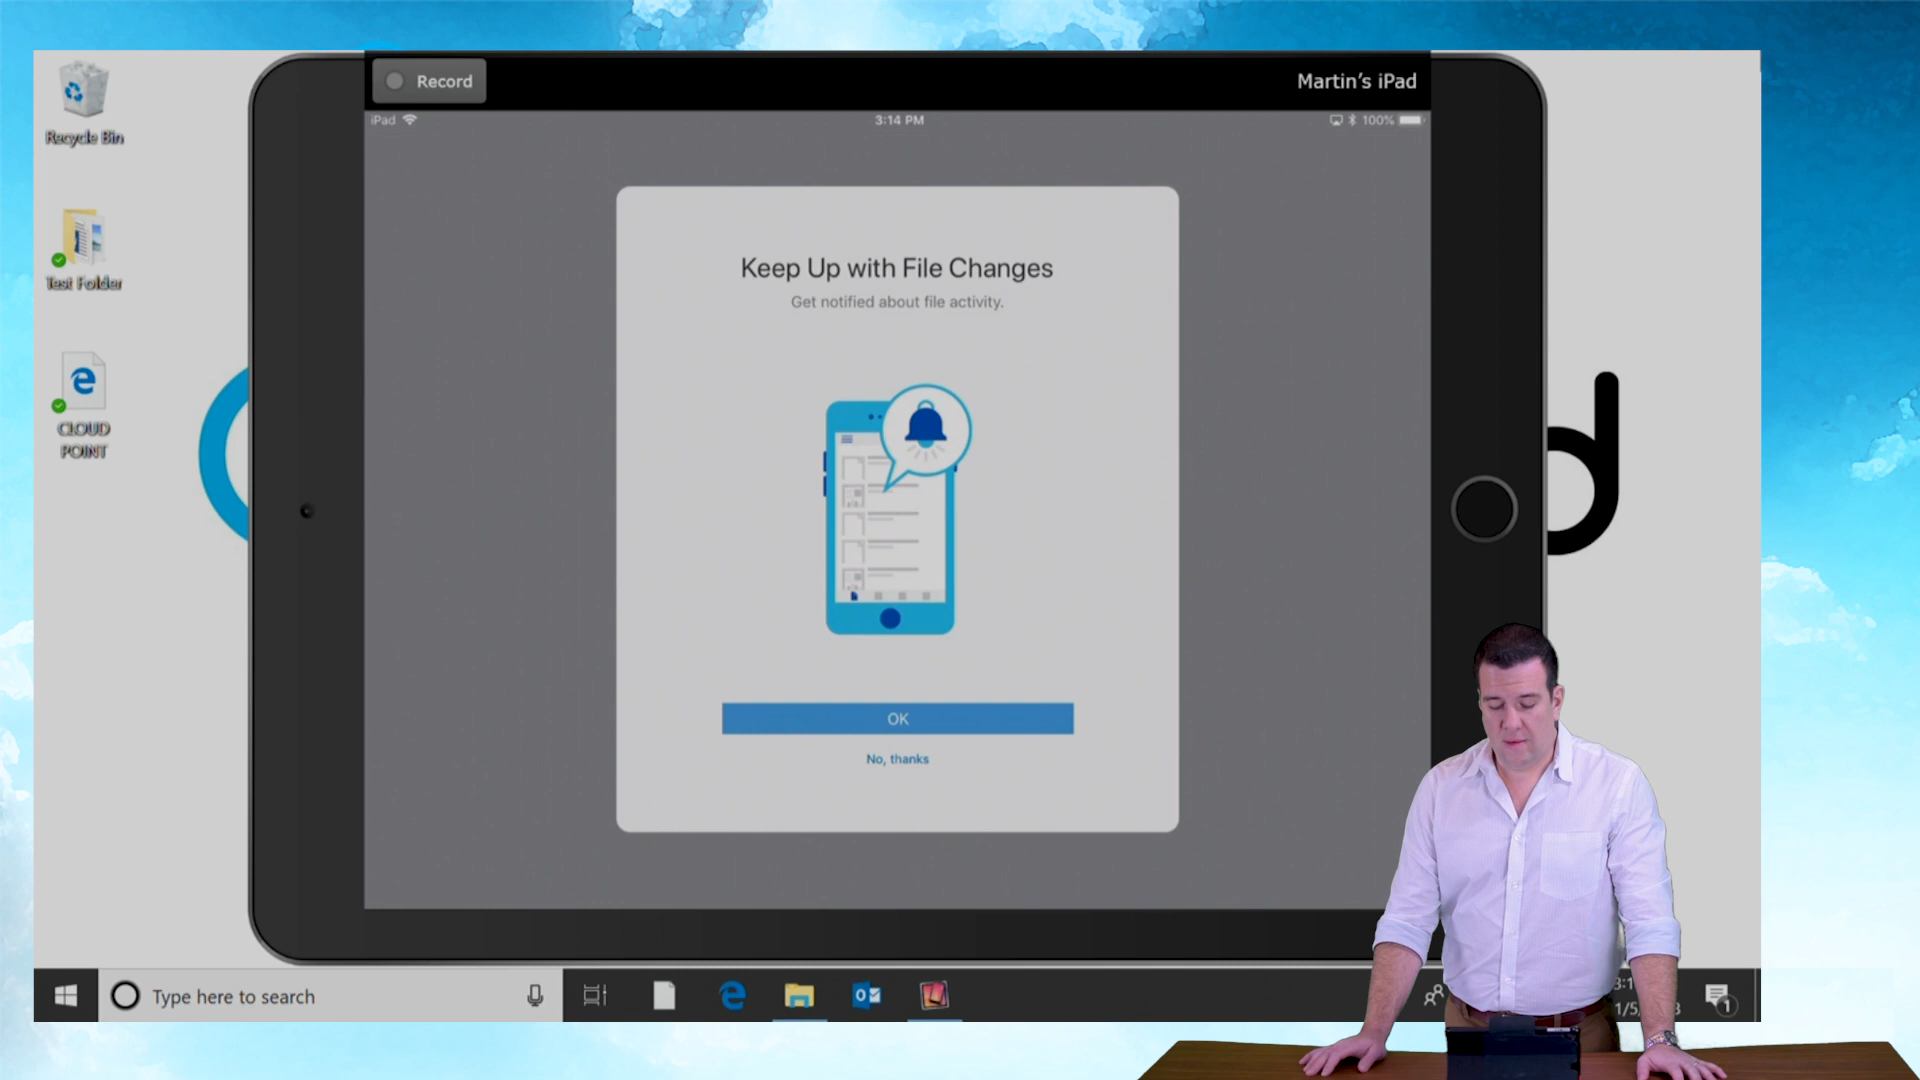 Record
Martin's iPad
iPad
3:14 PM
100%
Recycle Bin
Test Folder
CLOUD
POINT
Keep Up with File Changes
Get notified about file activity.
OK
No, thanks
d
Type here to search
1